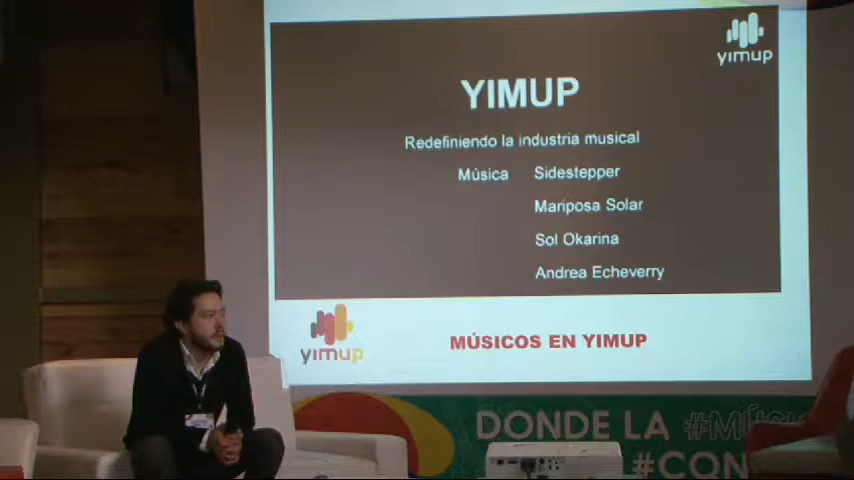 yimup
YIMUP
Redefiniendo la industria musical
Música Sidestepper
Mariposa Solar
Sol Okarina
Andrea Echeverry
yimup
MÚSICOS EN YIMUP
DONDE LA #MÚSIC
#CON